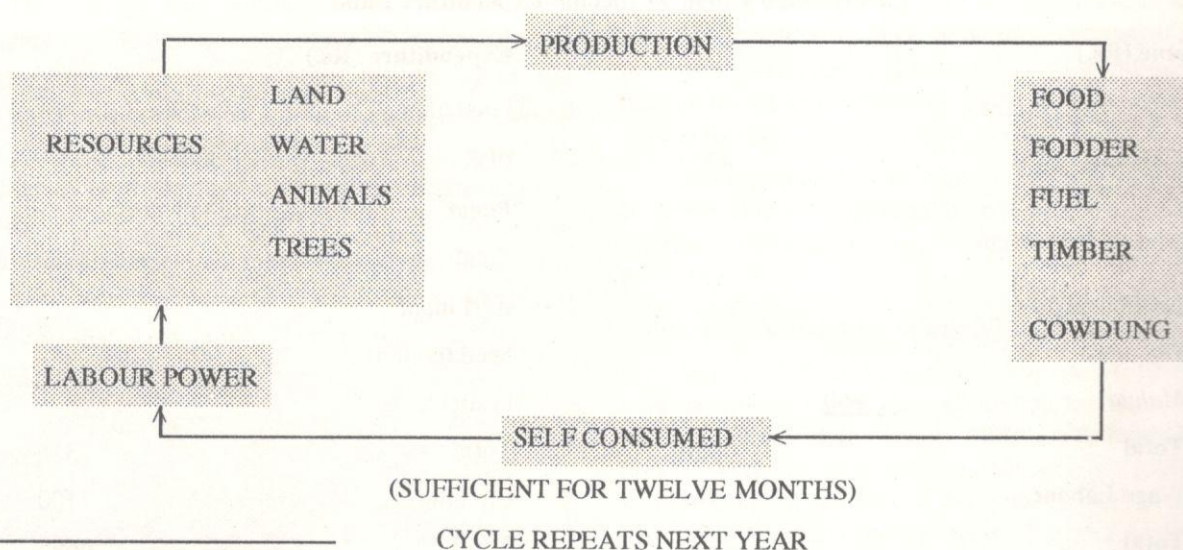 PRODUCTION
LAND
RESOURCES WATER
ANIMALS
TREES
FOOD
FODDER
FUEL
TIMBER
COWDUNG
LABOUR POWER
SELF CONSUMED
(SUFFICIENT FOR TWELVE MONTHS)
CYCLE REPEATS NEXT YEAR